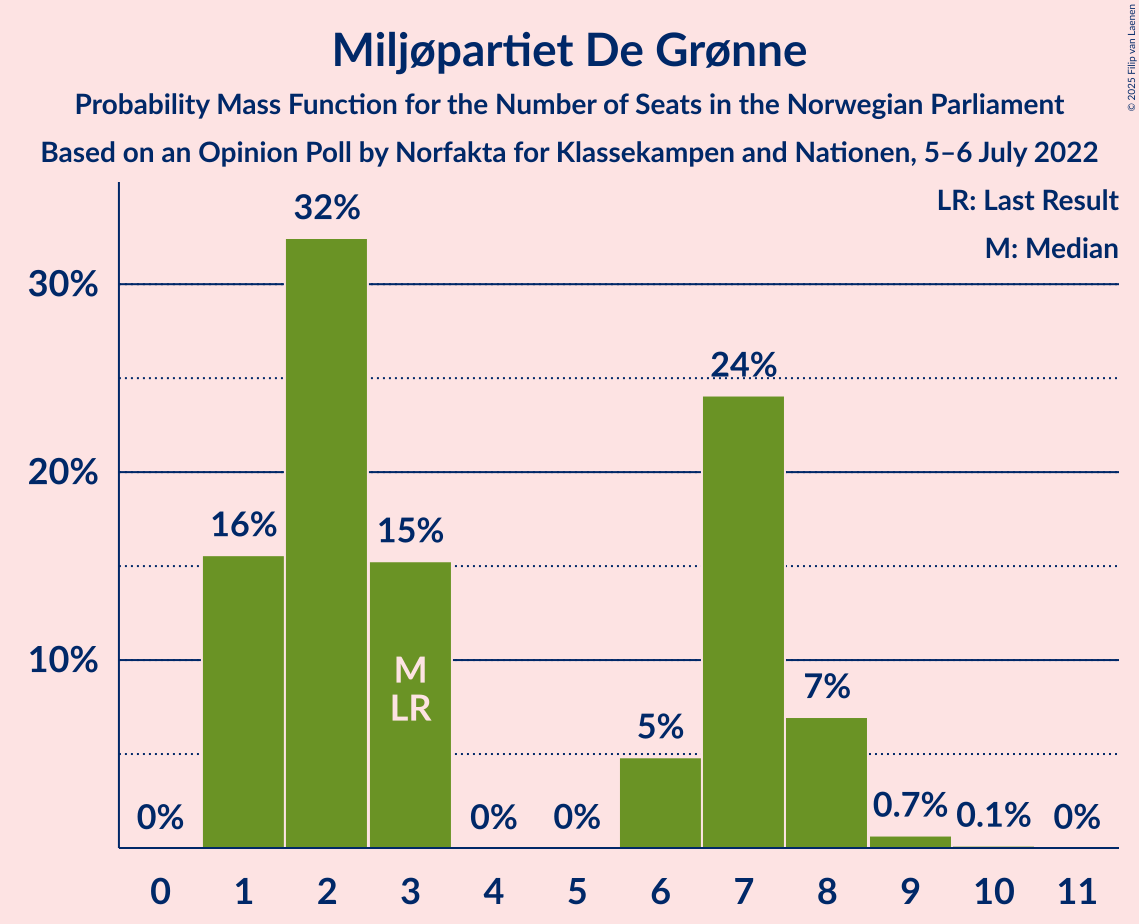 Miljøpartiet De Grønne
Probability Mass Function for the Number of Seats in the Norwegian Parliament
Based on an Opinion Poll by Norfakta for Klassekampen and Nationen, 5–6 July 2022
© 2025 Filip van Laenen
LR: Last Result
M: Median
30%
20%
10%
0%
16%
32%
15%
0%
0%
5%
24%
7%
0.7%
0.1%
0%
M
LR
0 1 2 3 4 5 6 7 8 9 10 11